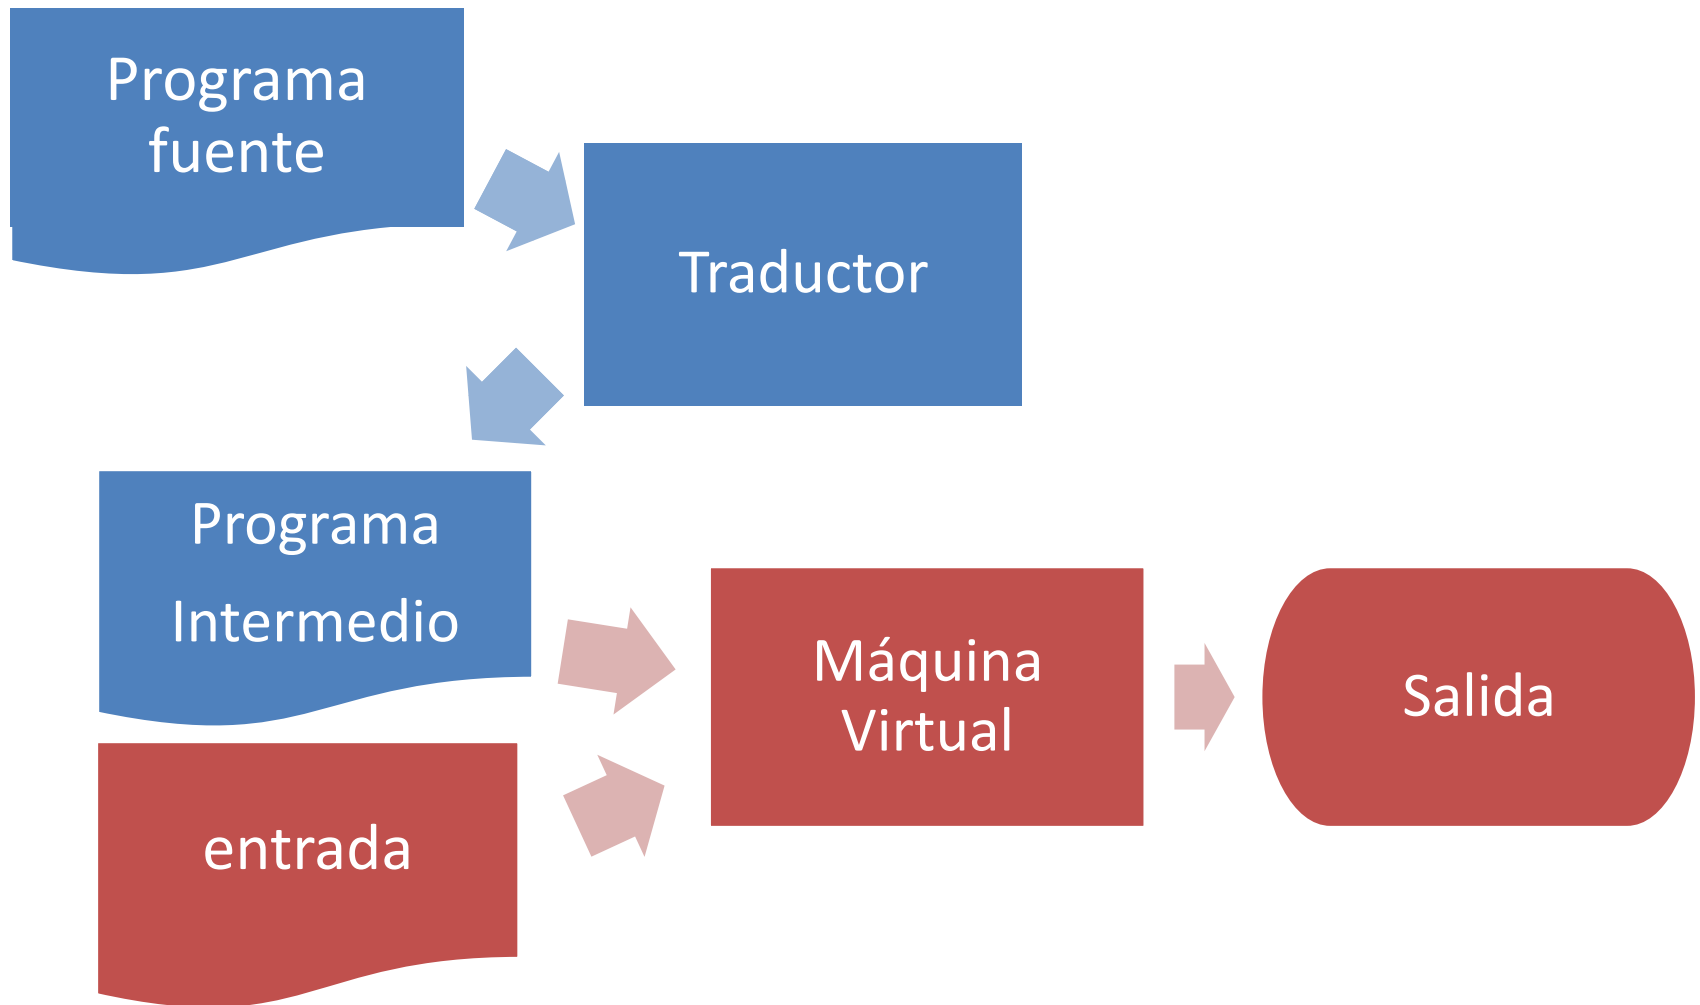 Programa
fuente
Traductor
Programa
Intermedio
Máquina
Virtual
Salida
entrada